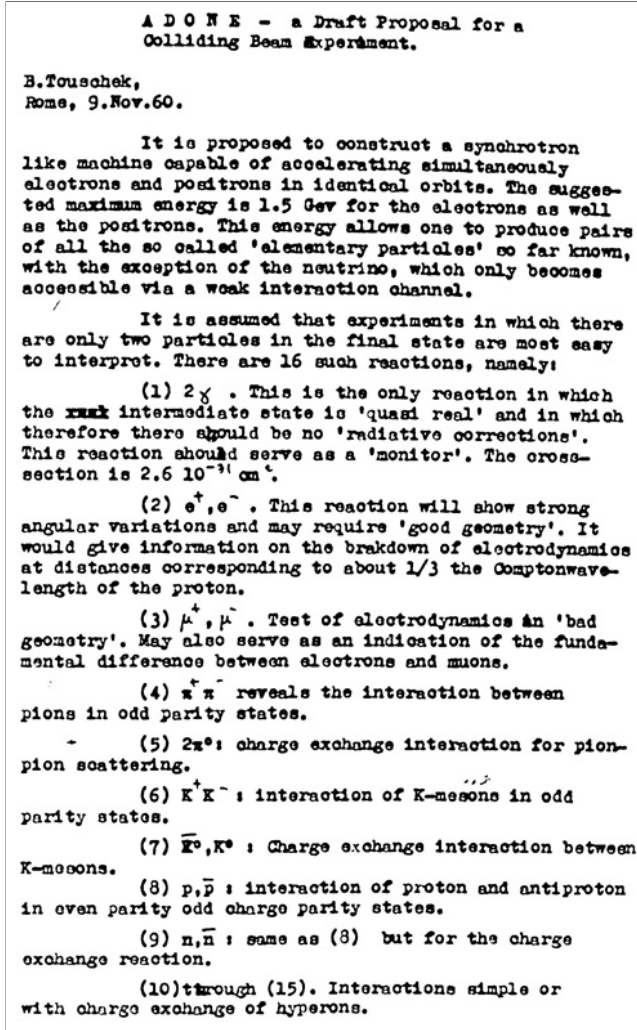 A D O N E - a Draft Proposal for a
Colliding Beam Experiment.
B.Touschek,
Rome, 9.Nov.60.
It is proposed to construct a synchrotron
like machine capable of accelerating simultaneously
electrons and positrons in identical orbits. The sugges-
ted maximum energy is 1.5 Gev for the electrons as well
as the positrons. This energy allows one to produce pairs
of all the so called 'elementary particles' so far known,
with the exception of the neutrino, which only becomes
accessible via a weak interaction channel.
It is assumed that experiments in which there
are only two particles in the final state are most easy
to interpret. There are 16 such reactions, namely:
(1) 2γ . This is the only reaction in which
the intermediate state is 'quasi real' and in which
therefore there should be no 'radiative corrections'.
This reaction should serve as a 'monitor'. The cross-
section is 2.6 10⁻³¹ cm².
(2) e⁺,e⁻ . This reaction will show strong
angular variations and may require 'good geometry'. It
would give information on the brakdown of electrodynamics
at distances corresponding to about 1/3 the Comptonwave-
length of the proton.
(3) μ⁺,μ⁻ . Test of electrodynamics in 'bad
geometry'. May also serve as an indication of the funda-
mental difference between electrons and muons.
(4) π⁺π⁻ reveals the interaction between
pions in odd parity states.
(5) 2π°: charge exchange interaction for pion-
pion scattering.
(6) K⁺K⁻ : interaction of K-mesons in odd
parity states.
(7) K̅°,K° : Charge exchange interaction between
K-mesons.
(8) p,p̅ : interaction of proton and antiproton
in even parity odd charge parity states.
(9) n,n̅ : same as (8) but for the charge
exchange reaction.
(10)through (15). Interactions simple or
with charge exchange of hyperons.